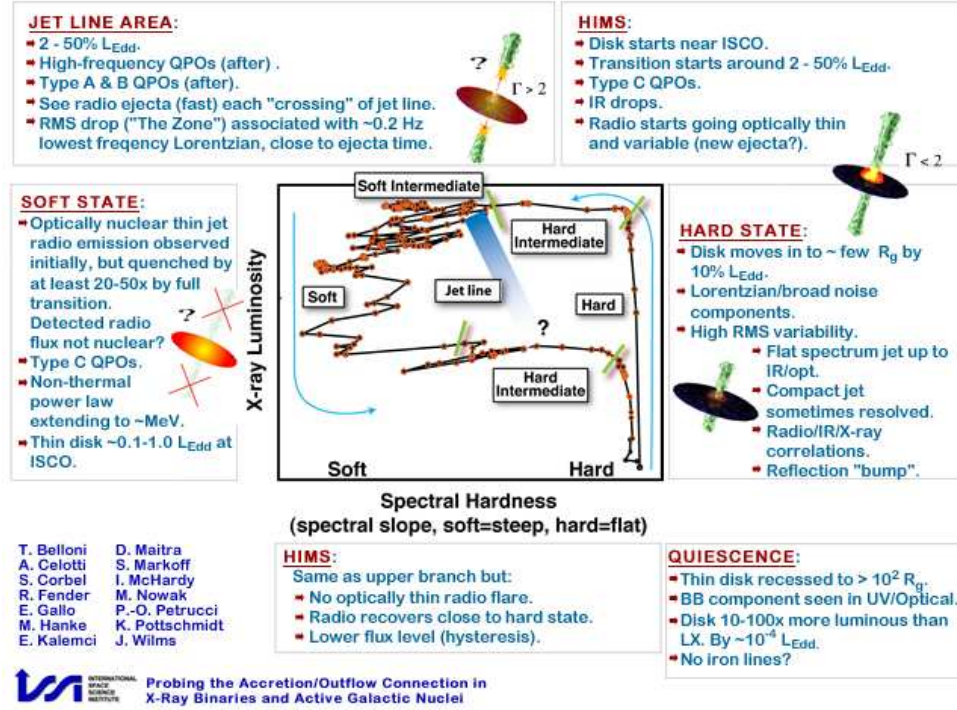 JET LINE AREA:
2 - 50% L_Edd.
High-frequency QPOs (after) .
Type A & B QPOs (after).
See radio ejecta (fast) each "crossing" of jet line.
RMS drop ("The Zone") associated with ~0.2 Hz
lowest freqency Lorentzian, close to ejecta time.
?
Γ > 2
HIMS:
Disk starts near ISCO.
Transition starts around 2 - 50% L_Edd.
Type C QPOs.
IR drops.
Radio starts going optically thin
and variable (new ejecta?).
Γ < 2
SOFT STATE:
Optically nuclear thin jet
radio emission observed
initially, but quenched by
at least 20-50x by full
transition.
Detected radio
flux not nuclear?
Type C QPOs.
Non-thermal
power law
extending to ~MeV.
Thin disk ~0.1-1.0 L_Edd at
ISCO.
?
X-ray Luminosity
Soft Intermediate
Hard
Intermediate
Soft
Jet line
Hard
?
Hard
Intermediate
Soft
Hard
Spectral Hardness
(spectral slope, soft=steep, hard=flat)
HARD STATE:
Disk moves in to ~ few R_g by
10% L_Edd.
Lorentzian/broad noise
components.
High RMS variability.
Flat spectrum jet up to
IR/opt.
Compact jet
sometimes resolved.
Radio/IR/X-ray
correlations.
Reflection "bump".
T. Belloni
A. Celotti
S. Corbel
R. Fender
E. Gallo
M. Hanke
E. Kalemci
D. Maitra
S. Markoff
I. McHardy
M. Nowak
P.-O. Petrucci
K. Pottschmidt
J. Wilms
HIMS:
Same as upper branch but:
No optically thin radio flare.
Radio recovers close to hard state.
Lower flux level (hysteresis).
QUIESCENCE:
Thin disk recessed to > 10² R_g.
BB component seen in UV/Optical.
Disk 10-100x more luminous than
LX. By ~10⁻⁴ L_Edd.
No iron lines?
INTERNATIONAL
SPACE
SCIENCE
INSTITUTE
Probing the Accretion/Outflow Connection in
X-Ray Binaries and Active Galactic Nuclei